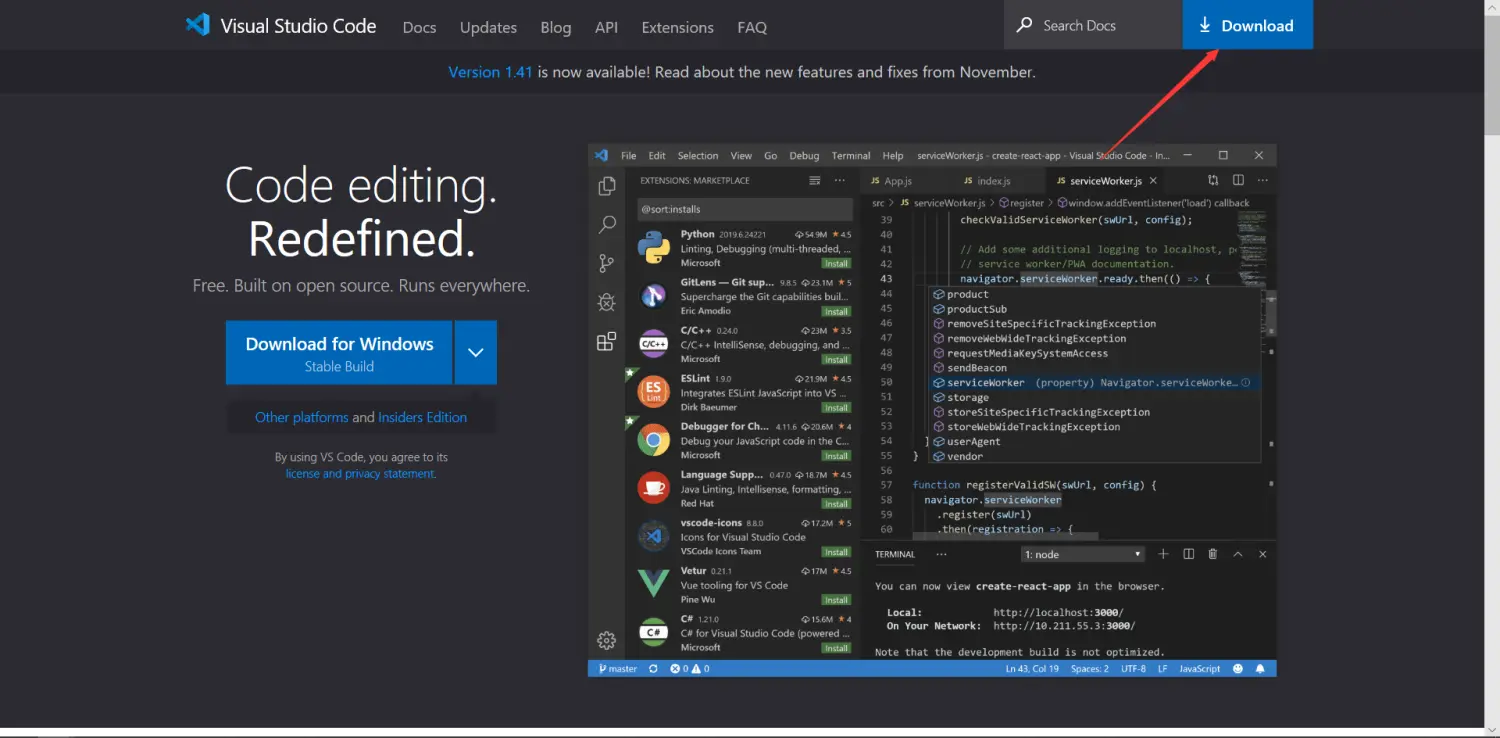 Visual Studio Code Docs Updates Blog API Extensions FAQ Search Docs Download
Version 1.41 is now available! Read about the new features and fixes from November.
Code editing.
Redefined.
Free. Built on open source. Runs everywhere.
Download for Windows
Stable Build
Other platforms and Insiders Edition
By using VS Code, you agree to its
license and privacy statement.
File Edit Selection View Go Debug Terminal Help serviceWorker.js - create-react-app - Visual Studio Code - In...
EXTENSIONS: MARKETPLACE
@sort:installs
Python 2019.6.24221 54.9M ★ 4.5
Linting, Debugging (multi-threaded, ...
Microsoft Install
GitLens — Git sup... 9.8.5 23.1M ★ 5
Supercharge the Git capabilities buil...
Eric Amodio Install
C/C++ 0.24.0 23M ★ 3.5
C/C++ IntelliSense, debugging, and ...
Microsoft Install
ESLint 1.9.0 21.9M ★ 4.5
Integrates ESLint JavaScript into VS ...
Dirk Baeumer Install
Debugger for Ch... 4.11.6 20.6M ★ 4
Debug your JavaScript code in the C...
Microsoft Install
Language Supp... 0.47.0 18.7M ★ 4.5
Java Linting, Intellisense, formatting, ...
Red Hat Install
vscode-icons 8.8.0 17.2M ★ 5
Icons for Visual Studio Code
VSCode Icons Team Install
Vetur 0.21.1 17M ★ 4.5
Vue tooling for VS Code
Pine Wu Install
C# 1.21.0 15.6M ★ 4
C# for Visual Studio Code (powered ...
Microsoft Install
C/C++
ES
Lint
C#
JS App.js JS index.js JS serviceWorker.js
src > JS serviceWorker.js > register > window.addEventListener('load') callback
39 checkValidServiceWorker(swUrl, config);
40
41 // Add some additional logging to localhost, p
42 // service worker/PWA documentation.
43 navigator.serviceWorker.ready.then(() => {
44 product
45 productSub
46 removeSiteSpecificTrackingException
47 removeWebWideTrackingException
48 requestMediaKeySystemAccess
49 sendBeacon
50 serviceWorker (property) Navigator.serviceWorke...
51 storage
52 storeSiteSpecificTrackingException
53 storeWebWideTrackingException
54 } userAgent
55 } vendor
56
57 function registerValidSW(swUrl, config) {
58 navigator.serviceWorker
59 .register(swUrl)
60 .then(registration => {
TERMINAL ... 1: node
You can now view create-react-app in the browser.
Local: http://localhost:3000/
On Your Network: http://10.211.55.3:3000/
Note that the development build is not optimized.
master 0 0 Ln 43, Col 19 Spaces: 2 UTF-8 LF JavaScript